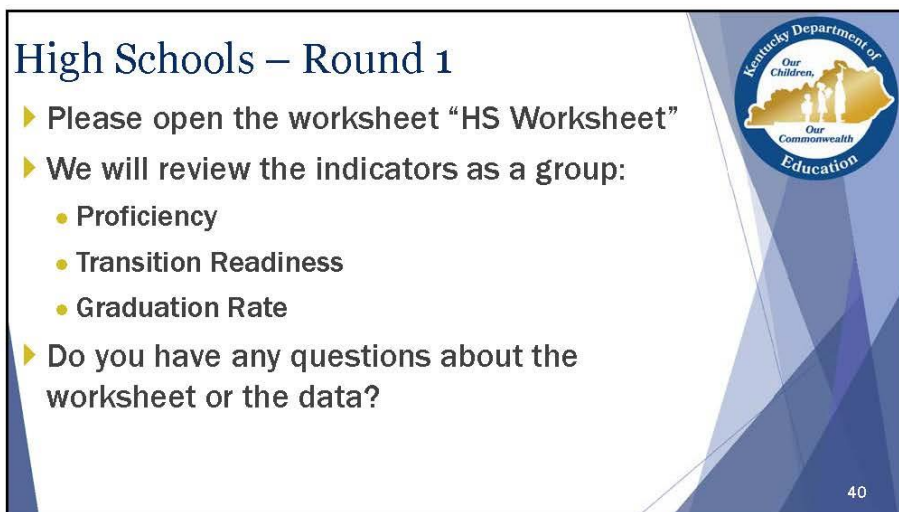 High Schools – Round 1
Please open the worksheet “HS Worksheet”
We will review the indicators as a group:
Proficiency
Transition Readiness
Graduation Rate
Do you have any questions about the
worksheet or the data?
Kentucky Department of
Our
Children,
Our
Commonwealth
Education
40